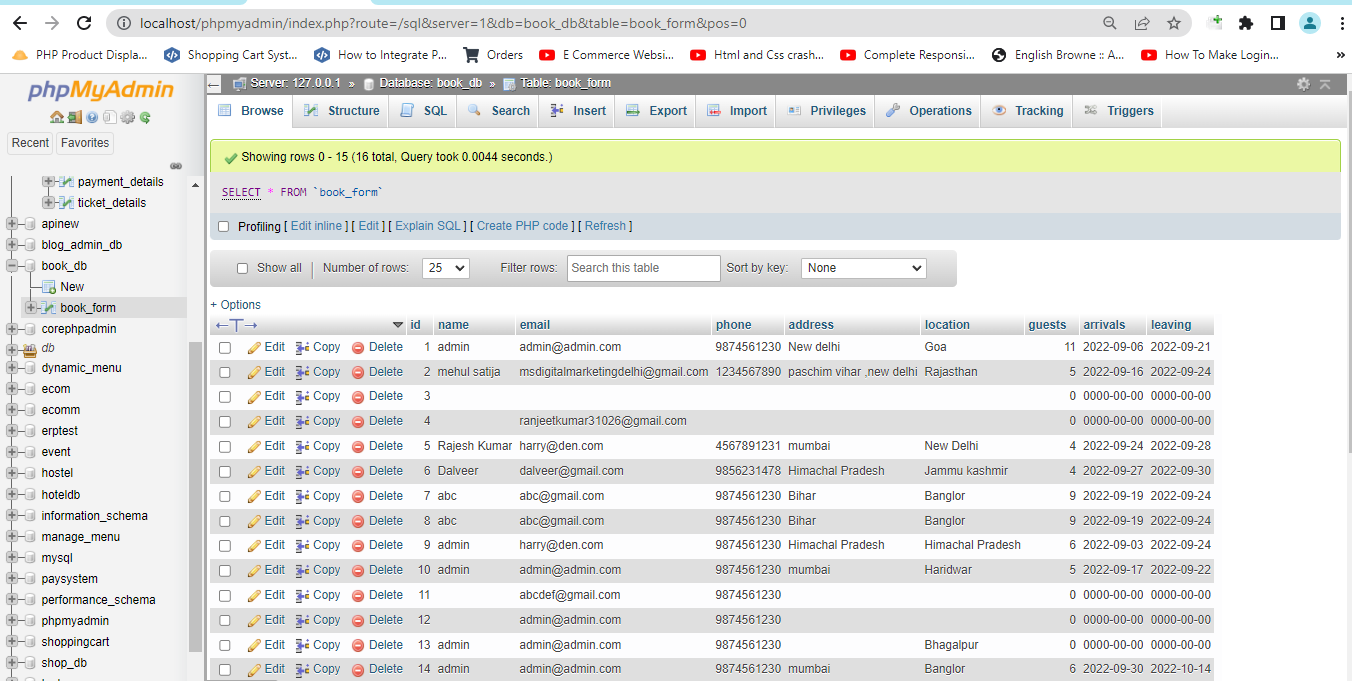 localhost/phpmyadmin/index.php?route=/sql&server=1&db=book_db&table=book_form&pos=0
PHP Product Displa... Shopping Cart Syst... How to Integrate P... Orders E Commerce Websi... Html and Css crash... Complete Responsi... English Browne :: A... How To Make Login... »
phpMyAdmin
Recent Favorites
payment_details
ticket_details
apinew
blog_admin_db
book_db
New
book_form
corephpadmin
db
dynamic_menu
ecom
ecomm
erptest
event
hostel
hoteldb
information_schema
manage_menu
mysql
paysystem
performance_schema
phpmyadmin
shoppingcart
shop_db
Server: 127.0.0.1 » Database: book_db » Table: book_form
Browse Structure SQL Search Insert Export Import Privileges Operations Tracking Triggers
Showing rows 0 - 15 (16 total, Query took 0.0044 seconds.)
SELECT * FROM `book_form`
Profiling [ Edit inline ] [ Edit ] [ Explain SQL ] [ Create PHP code ] [ Refresh ]
Show all Number of rows: 25 Filter rows: Search this table Sort by key: None
+ Options
←T→ id name email phone address location guests arrivals leaving
Edit Copy Delete 1 admin admin@admin.com 9874561230 New delhi Goa 11 2022-09-06 2022-09-21
Edit Copy Delete 2 mehul satija msdigitalmarketingdelhi@gmail.com 1234567890 paschim vihar ,new delhi Rajasthan 5 2022-09-16 2022-09-24
Edit Copy Delete 3 0 0000-00-00 0000-00-00
Edit Copy Delete 4 ranjeetkumar31026@gmail.com 0 0000-00-00 0000-00-00
Edit Copy Delete 5 Rajesh Kumar harry@den.com 4567891231 mumbai New Delhi 4 2022-09-24 2022-09-28
Edit Copy Delete 6 Dalveer dalveer@gmail.com 9856231478 Himachal Pradesh Jammu kashmir 4 2022-09-27 2022-09-30
Edit Copy Delete 7 abc abc@gmail.com 9874561230 Bihar Banglor 9 2022-09-19 2022-09-24
Edit Copy Delete 8 abc abc@gmail.com 9874561230 Bihar Banglor 9 2022-09-19 2022-09-24
Edit Copy Delete 9 admin harry@den.com 9874561230 Himachal Pradesh Himachal Pradesh 6 2022-09-03 2022-09-24
Edit Copy Delete 10 admin admin@admin.com 9874561230 mumbai Haridwar 5 2022-09-17 2022-09-22
Edit Copy Delete 11 abcdef@gmail.com 9874561230 0 0000-00-00 0000-00-00
Edit Copy Delete 12 admin@admin.com 9874561230 0 0000-00-00 0000-00-00
Edit Copy Delete 13 admin admin@admin.com 9874561230 Bhagalpur 0 0000-00-00 0000-00-00
Edit Copy Delete 14 admin admin@admin.com 9874561230 mumbai Banglor 6 2022-09-30 2022-10-14